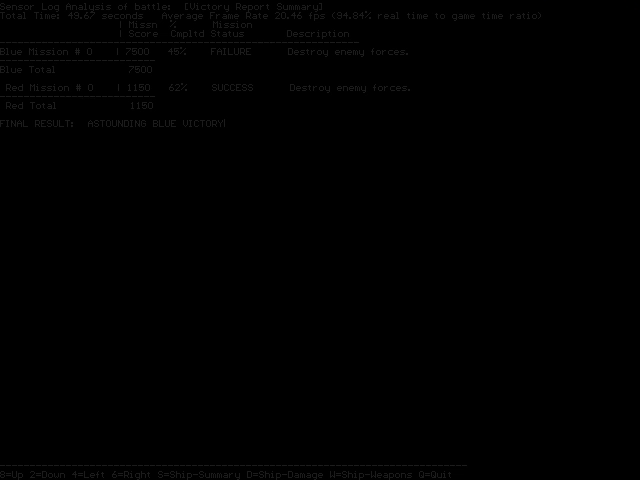 Sensor Log Analysis of battle: [Victory Report Summary]
Total Time: 49.67 seconds Average Frame Rate 20.46 fps (94.84% real time to game time ratio)
| Missn % Mission
| Score Cmpltd Status Description
Blue Mission # 0 | 7500 45% FAILURE Destroy enemy forces.
Blue Total 7500
Red Mission # 0 | 1150 62% SUCCESS Destroy enemy forces.
Red Total 1150
FINAL RESULT: ASTOUNDING BLUE VICTORY
8=Up 2=Down 4=Left 6=Right S=Ship-Summary D=Ship-Damage W=Ship-Weapons Q=Quit